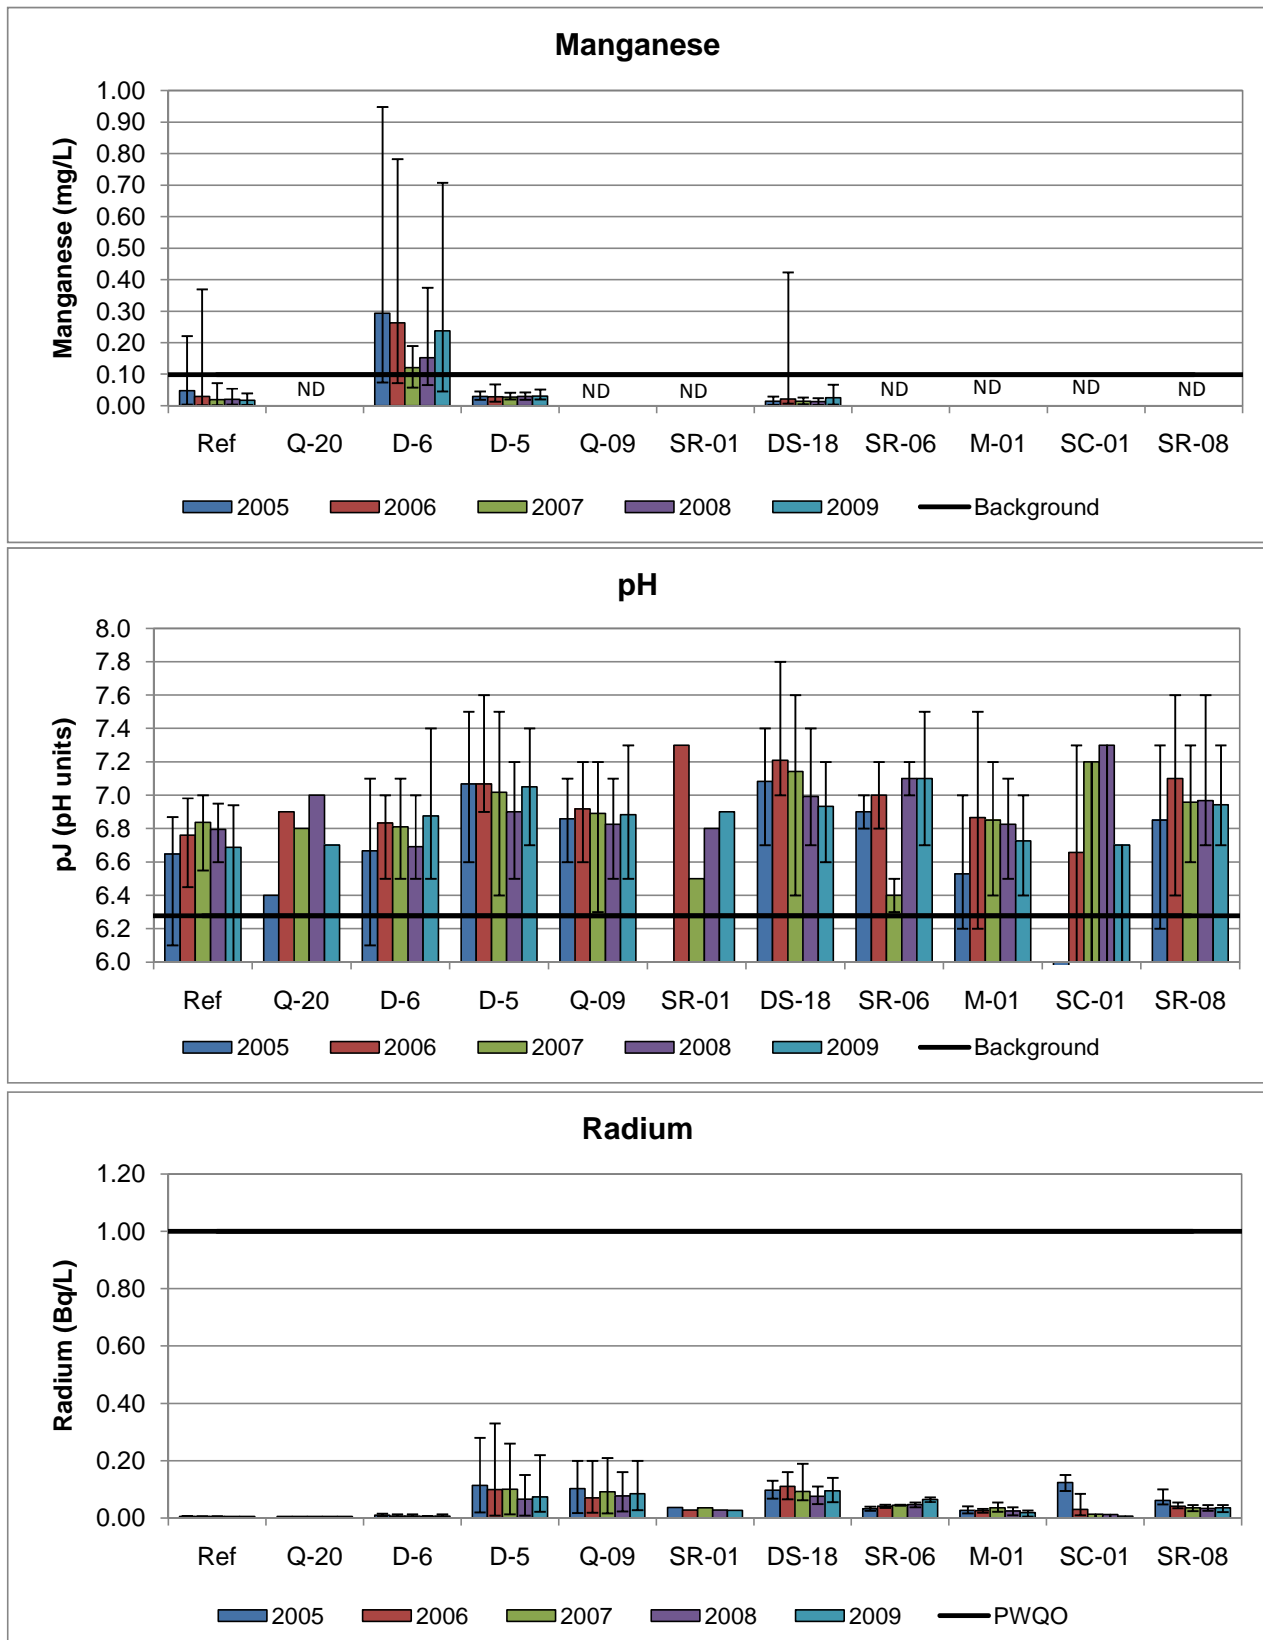 Manganese
Manganese (mg/L)
1.00
0.90
0.80
0.70
0.60
0.50
0.40
0.30
0.20
0.10
0.00
ND ND ND ND ND ND ND
Ref Q-20 D-6 D-5 Q-09 SR-01 DS-18 SR-06 M-01 SC-01 SR-08
2005 2006 2007 2008 2009 Background
pH
pJ (pH units)
8.0
7.8
7.6
7.4
7.2
7.0
6.8
6.6
6.4
6.2
6.0
Ref Q-20 D-6 D-5 Q-09 SR-01 DS-18 SR-06 M-01 SC-01 SR-08
2005 2006 2007 2008 2009 Background
Radium
Radium (Bq/L)
1.20
1.00
0.80
0.60
0.40
0.20
0.00
Ref Q-20 D-6 D-5 Q-09 SR-01 DS-18 SR-06 M-01 SC-01 SR-08
2005 2006 2007 2008 2009 PWQO